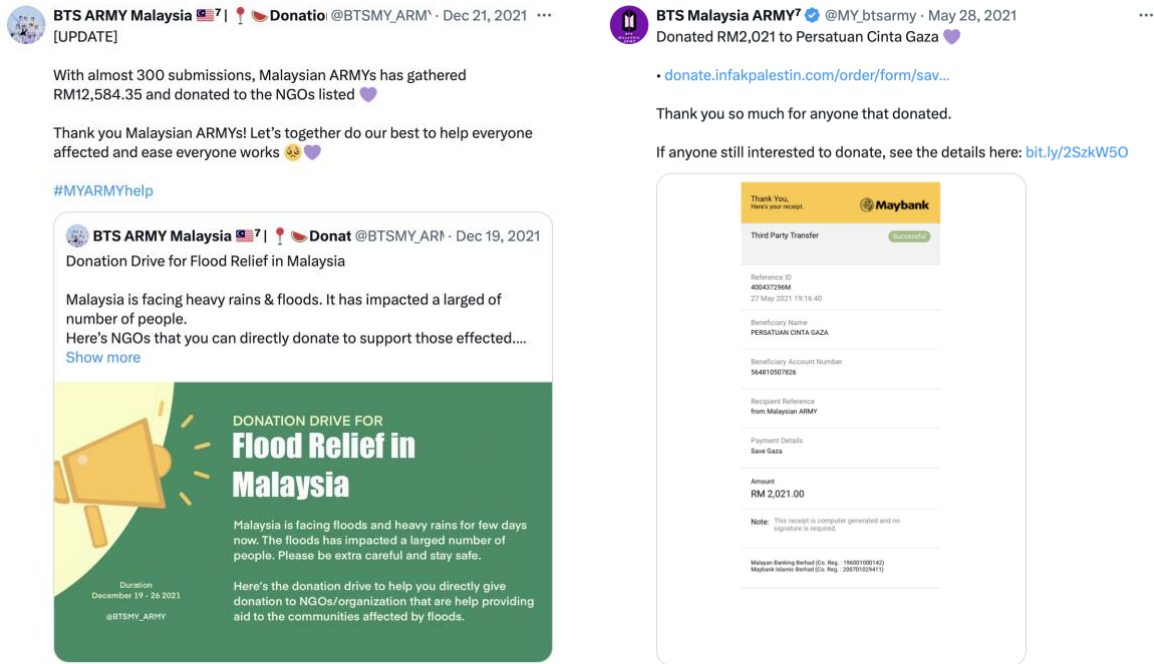 BTS ARMY Malaysia 🇲🇾⁷ | 📍🍉Donatio @BTSMY_ARMY · Dec 21, 2021
[UPDATE]
With almost 300 submissions, Malaysian ARMYs has gathered
RM12,584.35 and donated to the NGOs listed 💜
Thank you Malaysian ARMYs! Let's together do our best to help everyone
affected and ease everyone works 🥺💜
#MYARMYhelp
BTS ARMY Malaysia 🇲🇾⁷ | 📍🍉Donat @BTSMY_ARM · Dec 19, 2021
Donation Drive for Flood Relief in Malaysia
Malaysia is facing heavy rains & floods. It has impacted a larged of
number of people.
Here's NGOs that you can directly donate to support those effected....
Show more
DONATION DRIVE FOR
Flood Relief in
Malaysia
Malaysia is facing floods and heavy rains for few days
now. The floods has impacted a larged number of
people. Please be extra careful and stay safe.
Here's the donation drive to help you directly give
donation to NGOs/organization that are help providing
aid to the communities affected by floods.
Duration
December 19 - 26 2021
@BTSMY_ARMY
BTS Malaysia ARMY⁷ @MY_btsarmy · May 28, 2021
Donated RM2,021 to Persatuan Cinta Gaza 💜
• donate.infakpalestin.com/order/form/sav...
Thank you so much for anyone that donated.
If anyone still interested to donate, see the details here: bit.ly/2SzkW5O
Thank You,
Here's your receipt.
Maybank
Third Party Transfer
Successful
Reference ID
400437296M
27 May 2021 19:16:40
Beneficiary Name
PERSATUAN CINTA GAZA
Beneficiary Account Number
564810507826
Recipient Reference
from Malaysian ARMY
Payment Details
Save Gaza
Amount
RM 2,021.00
Note: This receipt is computer generated and no
signature is required.
Malayan Banking Berhad (Co. Reg. : 196001000142)
Maybank Islamic Berhad (Co. Reg. : 200701029411)